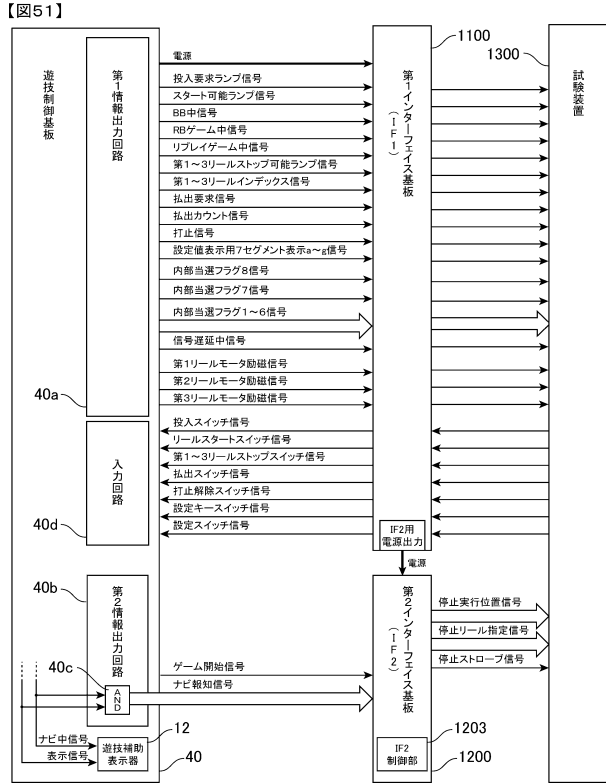 【図51】
遊技制御基板
第1情報出力回路
電源
投入要求ランプ信号
スタート可能ランプ信号
BB中信号
RBゲーム中信号
リプレイゲーム中信号
第1～3リールストップ可能ランプ信号
第1～3リールインデックス信号
払出要求信号
払出カウント信号
打止信号
設定値表示用7セグメント表示a～g信号
内部当選フラグ8信号
内部当選フラグ7信号
内部当選フラグ1～6信号
信号遅延中信号
第1リールモータ励磁信号
第2リールモータ励磁信号
第3リールモータ励磁信号
40a
1100
第1インターフェイス基板
(IF1)
1300
試験装置
入力回路
40d
投入スイッチ信号
リールスタートスイッチ信号
第1～3リールストップスイッチ信号
払出スイッチ信号
打止解除スイッチ信号
設定キースイッチ信号
設定スイッチ信号
IF2用
電源出力
電源
40b
第2情報出力回路
40c
AND
ゲーム開始信号
ナビ報知信号
第2インターフェイス基板
(IF2)
停止実行位置信号
停止リール指定信号
停止ストローブ信号
ナビ中信号
表示信号
12
遊技補助
表示器
40
IF2
制御部
1203
1200